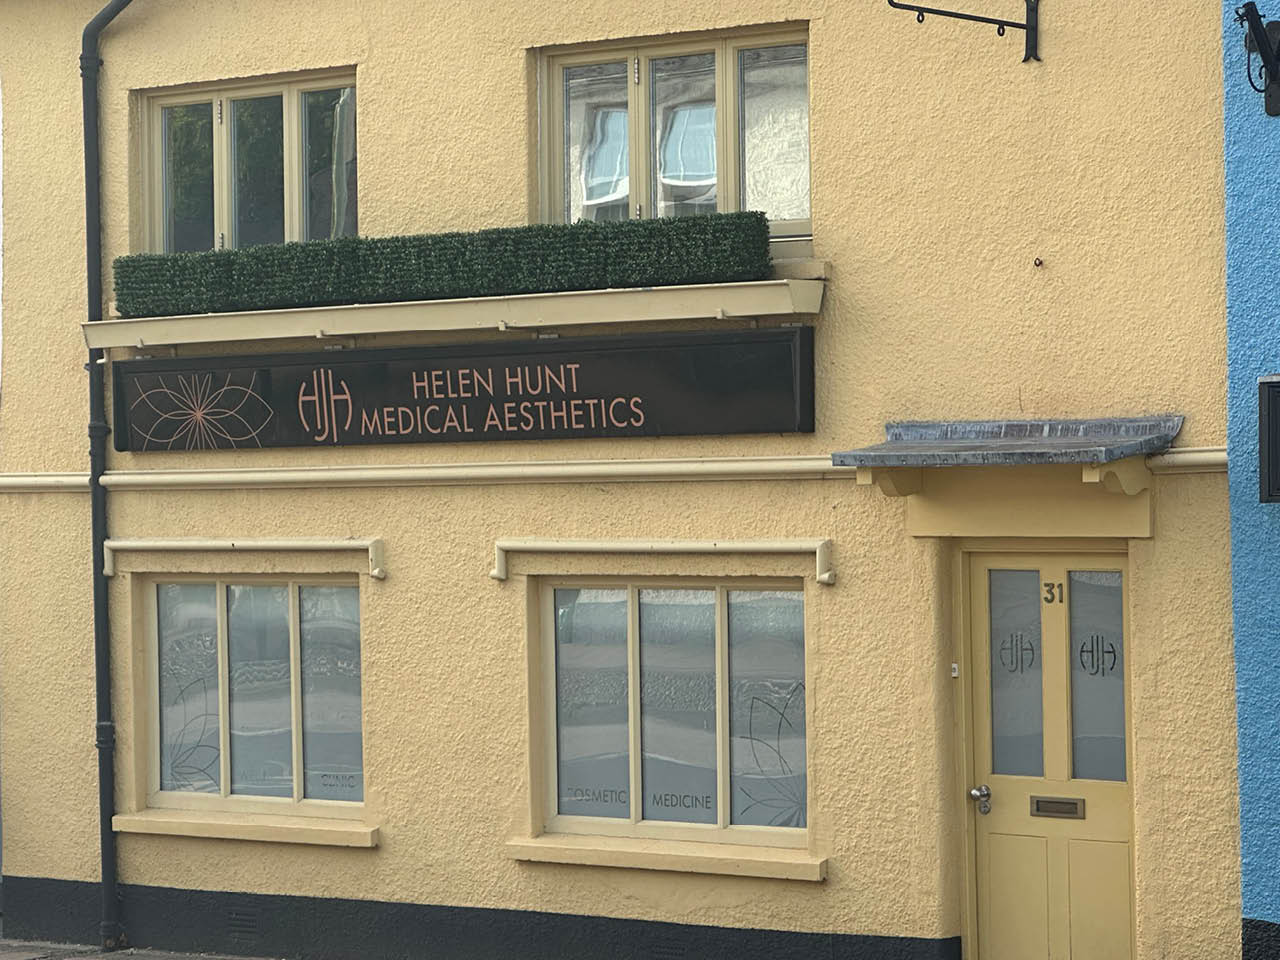 HJH
HELEN HUNT
MEDICAL AESTHETICS
31
HJH HJH
CLINIC
COSMETIC MEDICINE